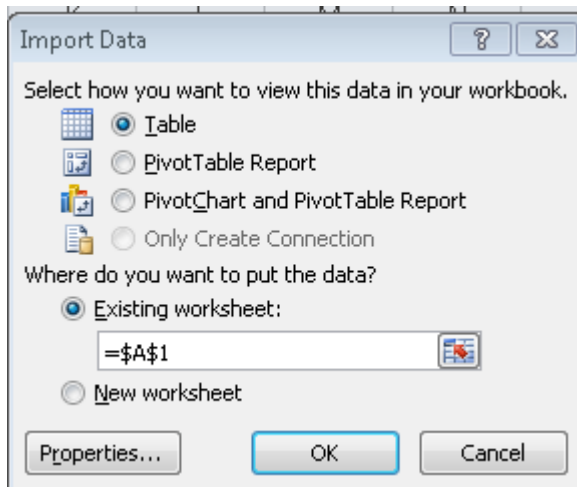 Import Data
Select how you want to view this data in your workbook.
Table
PivotTable Report
PivotChart and PivotTable Report
Only Create Connection
Where do you want to put the data?
Existing worksheet:
=$A$1
New worksheet
Properties...
OK
Cancel